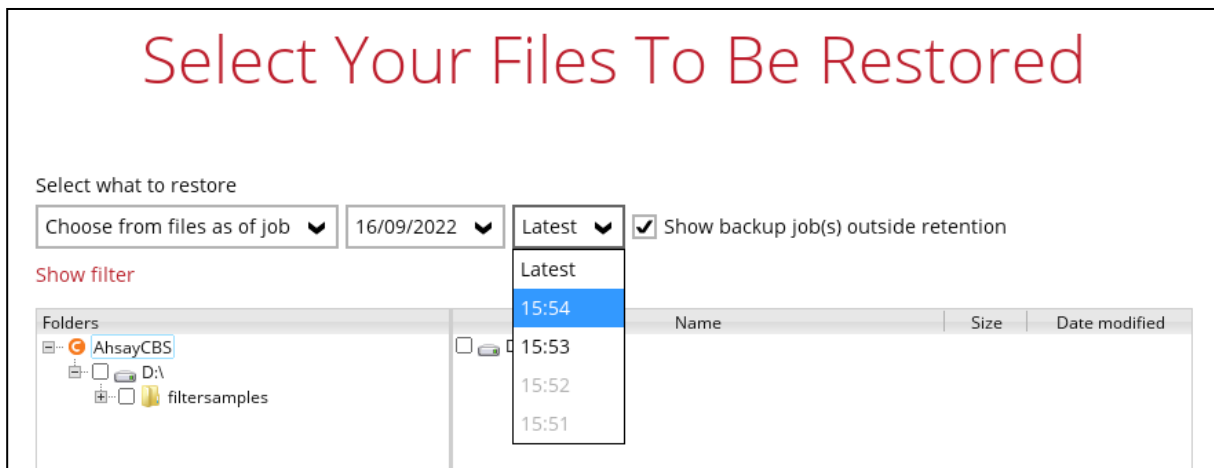 Select Your Files To Be Restored
Select what to restore
Choose from files as of job 16/09/2022 Latest Show backup job(s) outside retention
Show filter
Latest
15:54
15:53
15:52
15:51
Folders Name Size Date modified
AhsayCBS
D:\
filtersamples